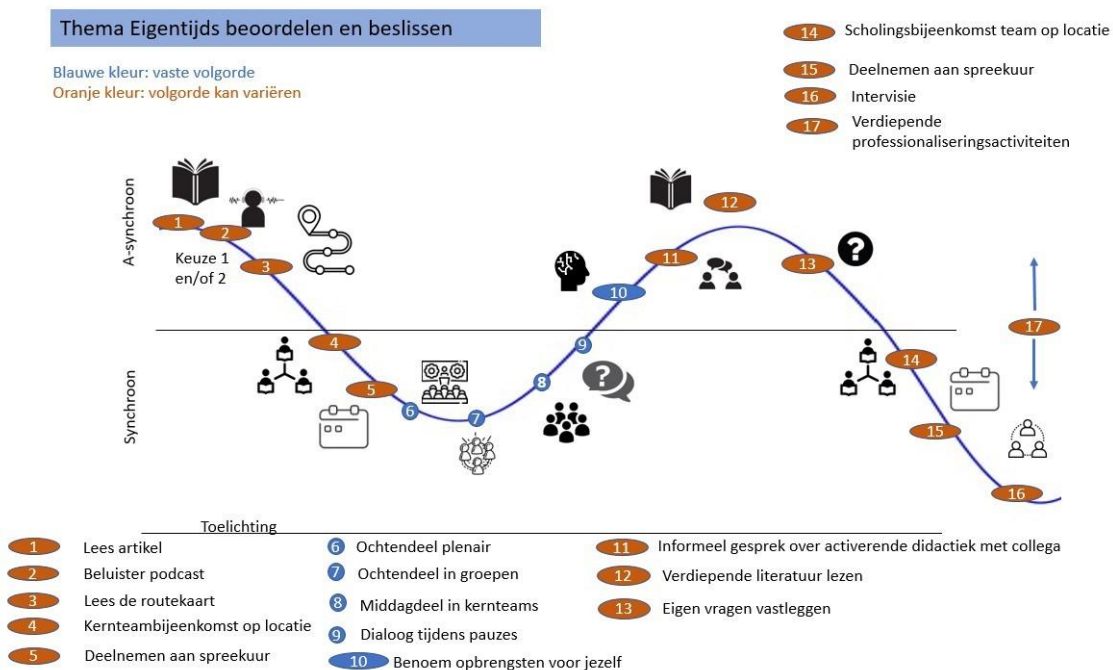 Thema Eigentijds beoordelen en beslissen
Blauwe kleur: vaste volgorde
Oranje kleur: volgorde kan variëren
14 Scholingsbijeenkomst team op locatie
15 Deelnemen aan spreekuur
16 Intervisie
17 Verdiepende
professionaliseringsactiviteiten
A-synchroon
Synchroon
1
2
Keuze 1
en/of 2
3
4
5
6
7
8
9
10
11
12
13
14
15
16
17
Toelichting
1 Lees artikel
2 Beluister podcast
3 Lees de routekaart
4 Kernteambijeenkomst op locatie
5 Deelnemen aan spreekuur
6 Ochtendeel plenair
7 Ochtendeel in groepen
8 Middagdeel in kernteams
9 Dialoog tijdens pauzes
10 Benoem opbrengsten voor jezelf
11 Informeel gesprek over activerende didactiek met collega
12 Verdiepende literatuur lezen
13 Eigen vragen vastleggen